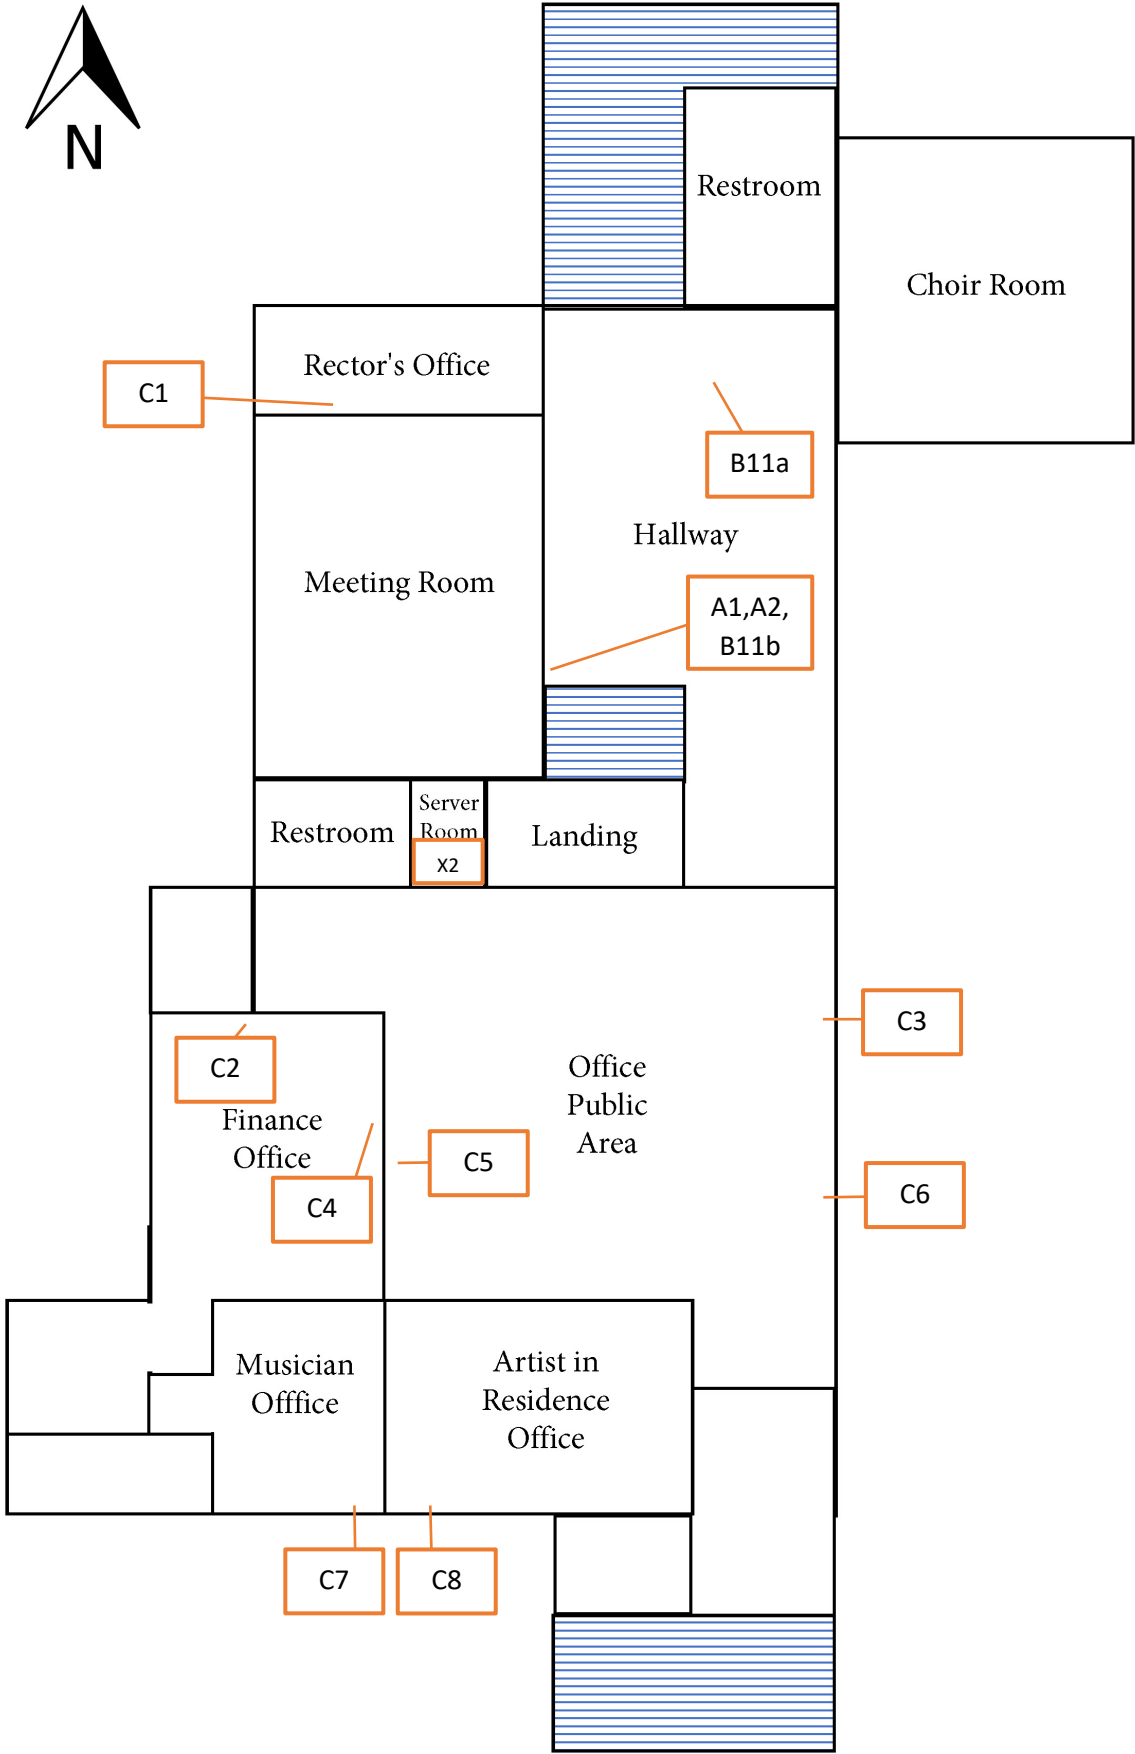 N
Restroom
Choir Room
Rector's Office
C1
B11a
Hallway
Meeting Room
A1,A2,
B11b
Server
Room
X2
Restroom
Landing
C3
C2
Office
Public
Area
Finance
Office
C5
C4
C6
Musician
Offfice
Artist in
Residence
Office
C7
C8